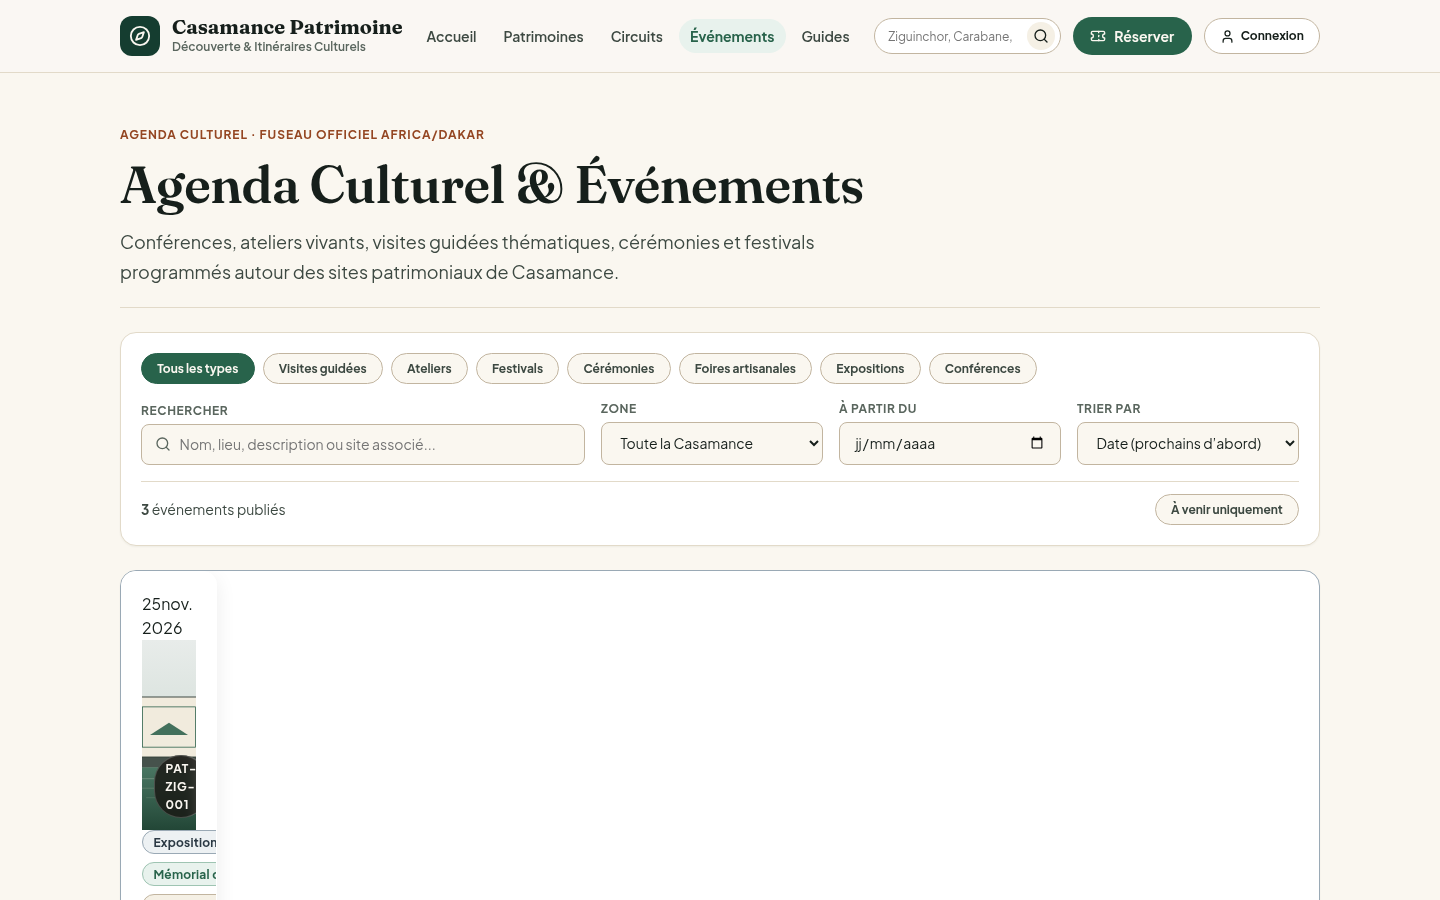 Casamance Patrimoine
Découverte & Itinéraires Culturels
Accueil
Patrimoines
Circuits
Événements
Guides
Ziguinchor, Carabane,
Réserver
Connexion
AGENDA CULTUREL · FUSEAU OFFICIEL AFRICA/DAKAR
Agenda Culturel & Événements
Conférences, ateliers vivants, visites guidées thématiques, cérémonies et festivals
programmés autour des sites patrimoniaux de Casamance.
Tous les types
Visites guidées
Ateliers
Festivals
Cérémonies
Foires artisanales
Expositions
Conférences
RECHERCHER
Nom, lieu, description ou site associé...
ZONE
Toute la Casamance
À PARTIR DU
jj/mm/aaaa
TRIER PAR
Date (prochains d'abord)
3 événements publiés
À venir uniquement
25nov.
2026
PAT-
ZIG-
001
Exposition
Mémorial